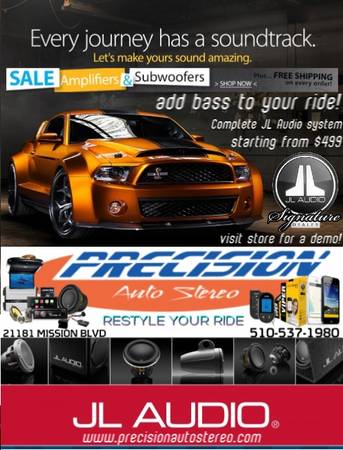 Every journey has a soundtrack.
Let's make yours sound amazing.
SALE Amplifiers & Subwoofers
Plus... FREE SHIPPING
> SHOP NOW < on every order!
add bass to your ride!
Complete JL Audio system
starting from $499
JL AUDIO
Signature
DEALER
visit store for a demo!
PRECISION
Auto Stereo
RESTYLE YOUR RIDE
VIPER
21181 MISSION BLVD
510-537-1980
JL AUDIO®
www.precisionautostereo.com